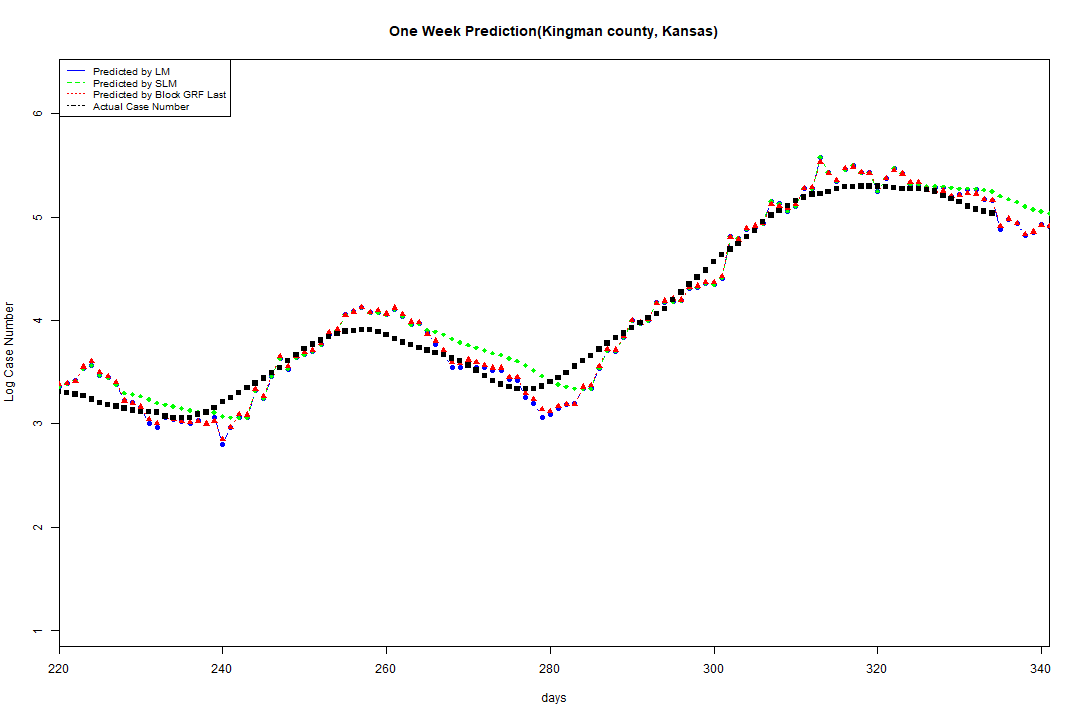 One Week Prediction(Kingman county, Kansas)
Predicted by LM
Predicted by SLM
Predicted by Block GRF Last
Actual Case Number
6
5
4
3
2
1
Log Case Number
220 240 260 280 300 320 340
days